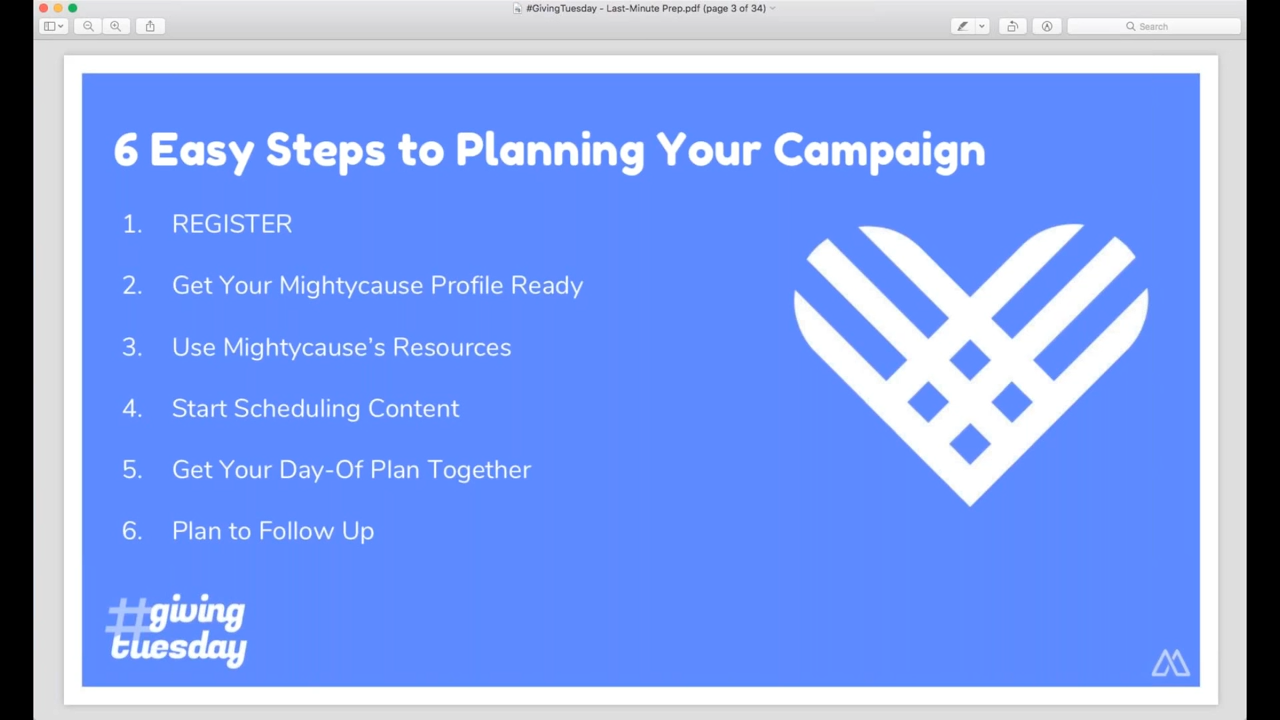 #GivingTuesday - Last-Minute Prep.pdf (page 3 of 34)
Search
6 Easy Steps to Planning Your Campaign
1. REGISTER
2. Get Your Mightycause Profile Ready
3. Use Mightycause’s Resources
4. Start Scheduling Content
5. Get Your Day-Of Plan Together
6. Plan to Follow Up
#giving
tuesday